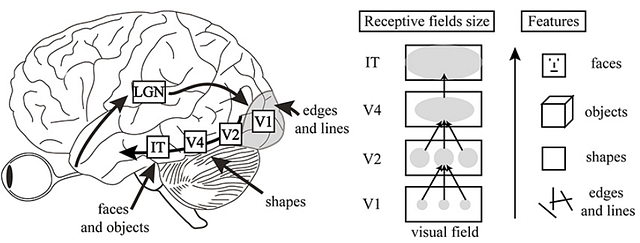 LGN
V1
V2
V4
IT
edges
and lines
shapes
faces
and objects
Receptive fields size
IT
V4
V2
V1
visual field
Features
faces
objects
shapes
edges
and lines